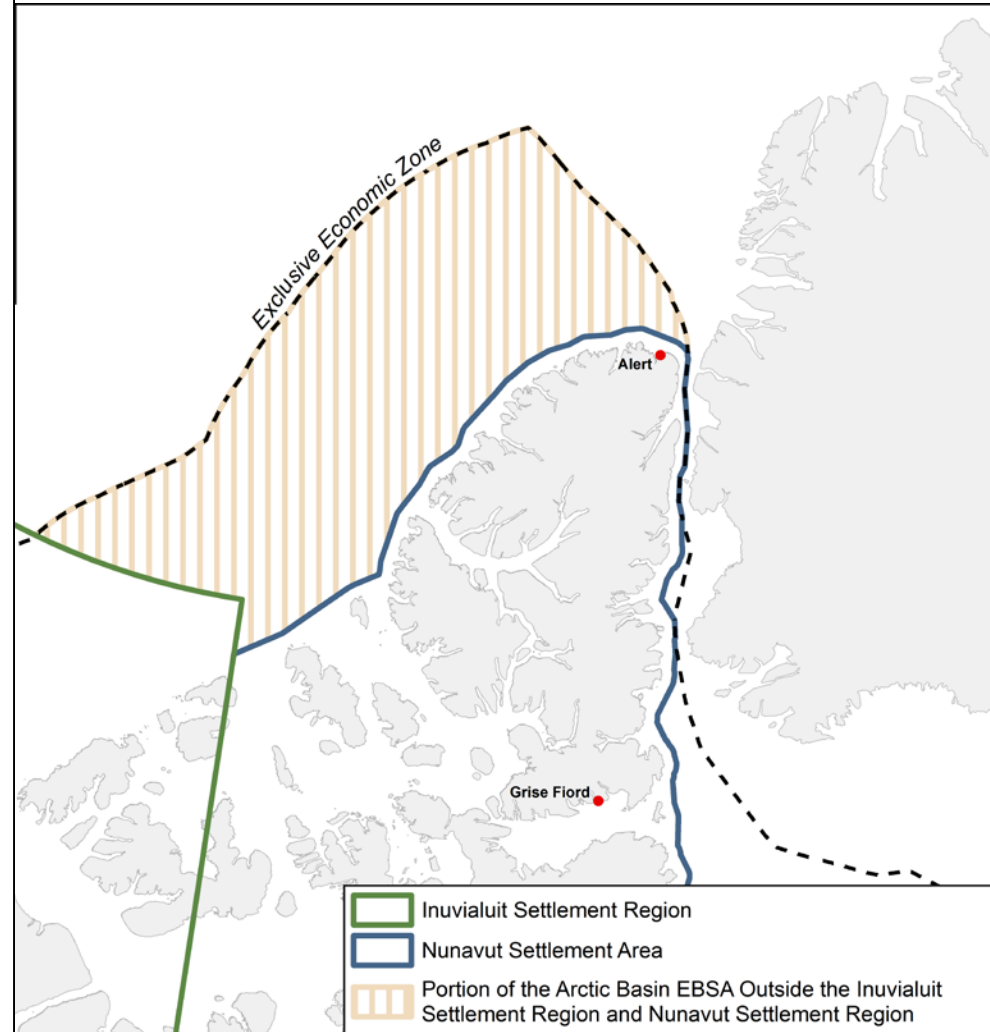 Exclusive Economic Zone
Alert
Grise Fiord
Inuvialuit Settlement Region
Nunavut Settlement Area
Portion of the Arctic Basin EBSA Outside the Inuvialuit
Settlement Region and Nunavut Settlement Region